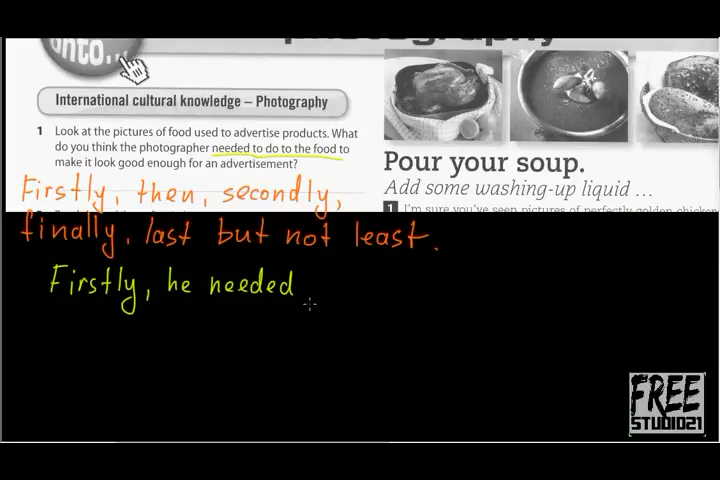 onto...
photography
International cultural knowledge – Photography
1 Look at the pictures of food used to advertise products. What
do you think the photographer needed to do to the food to
make it look good enough for an advertisement?
Pour your soup.
Add some washing-up liquid ...
1 I'm sure you've seen pictures of perfectly golden chicken
Firstly, then, secondly,
finally, last but not least.
Firstly, he needed
FREE
STUDIO21